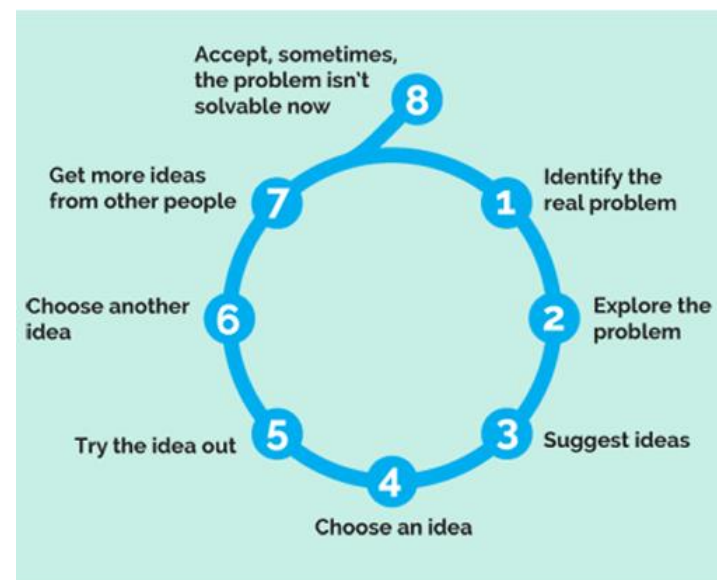 Accept, sometimes,
the problem isn't
solvable now
8
Get more ideas
from other people
7
1
Identify the
real problem
Choose another
idea
6
2
Explore the
problem
Try the idea out
5
3
Suggest ideas
4
Choose an idea